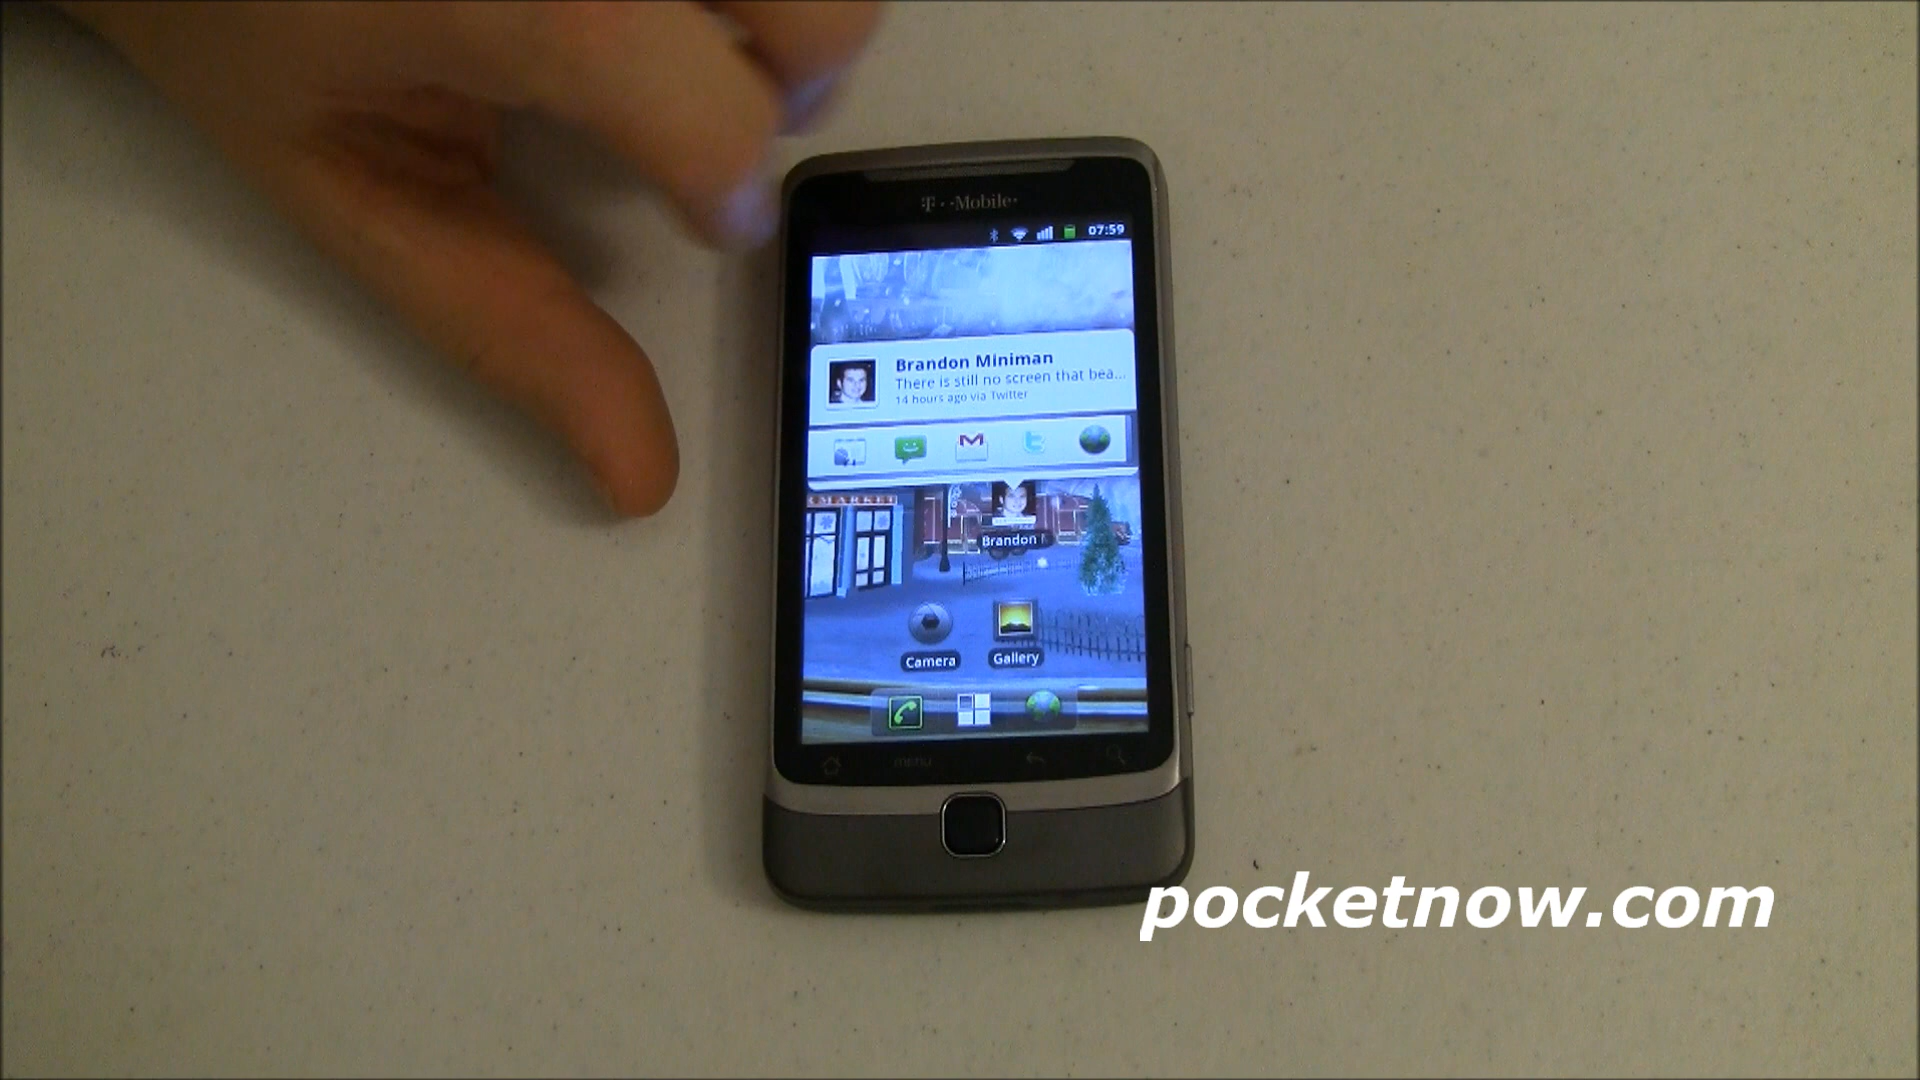 T··Mobile·
07:59
Brandon Miniman
There is still no screen that bea...
14 hours ago via Twitter
MARKET
Brandon
Camera
Gallery
menu
pocketnow.com